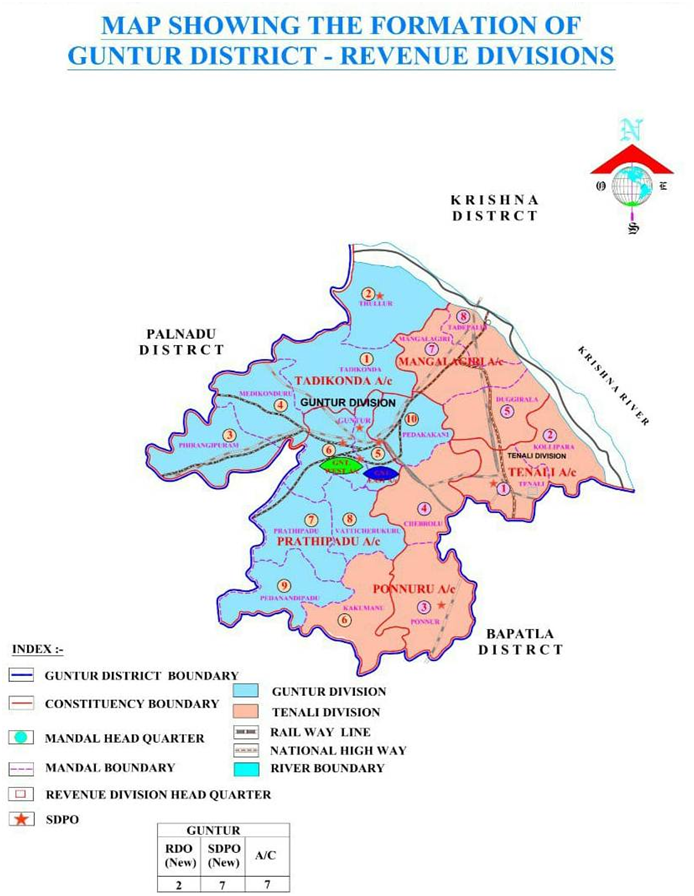 MAP SHOWING THE FORMATION OF
GUNTUR DISTRICT - REVENUE DIVISIONS
N
O
E
S
KRISHNA
DISTRCT
PALNADU
DISTRCT
KRISHNA RIVER
2
THULLUR
8
TADEPALLI
MANGALAGIRI
7
MANGALAGIRI A/c
1
TADIKONDA
TADIKONDA A/c
MEDIKONDURU
4
GUNTUR DIVISION
GUNTUR
DUGGIRALA
5
10
PEDAKAKANI
3
PHIRANGIPURAM
2
KOLLIPARA
TENALI DIVISION
TENALI A/c
TENALI
1
6
5
4
CHEBROLU
7
PRATHIPADU
8
VATTICHERUKURU
PRATHIPADU A/c
9
PEDANANDIPADU
KAKUMANU
6
PONNURU A/c
3
PONNUR
BAPATLA
DISTRCT
INDEX :-
GUNTUR DISTRICT BOUNDARY
CONSTITUENCY BOUNDARY
MANDAL HEAD QUARTER
MANDAL BOUNDARY
REVENUE DIVISION HEAD QUARTER
SDPO
GUNTUR DIVISION
TENALI DIVISION
RAIL WAY LINE
NATIONAL HIGH WAY
RIVER BOUNDARY
GUNTUR
RDO (New) SDPO (New) A/C
2 7 7